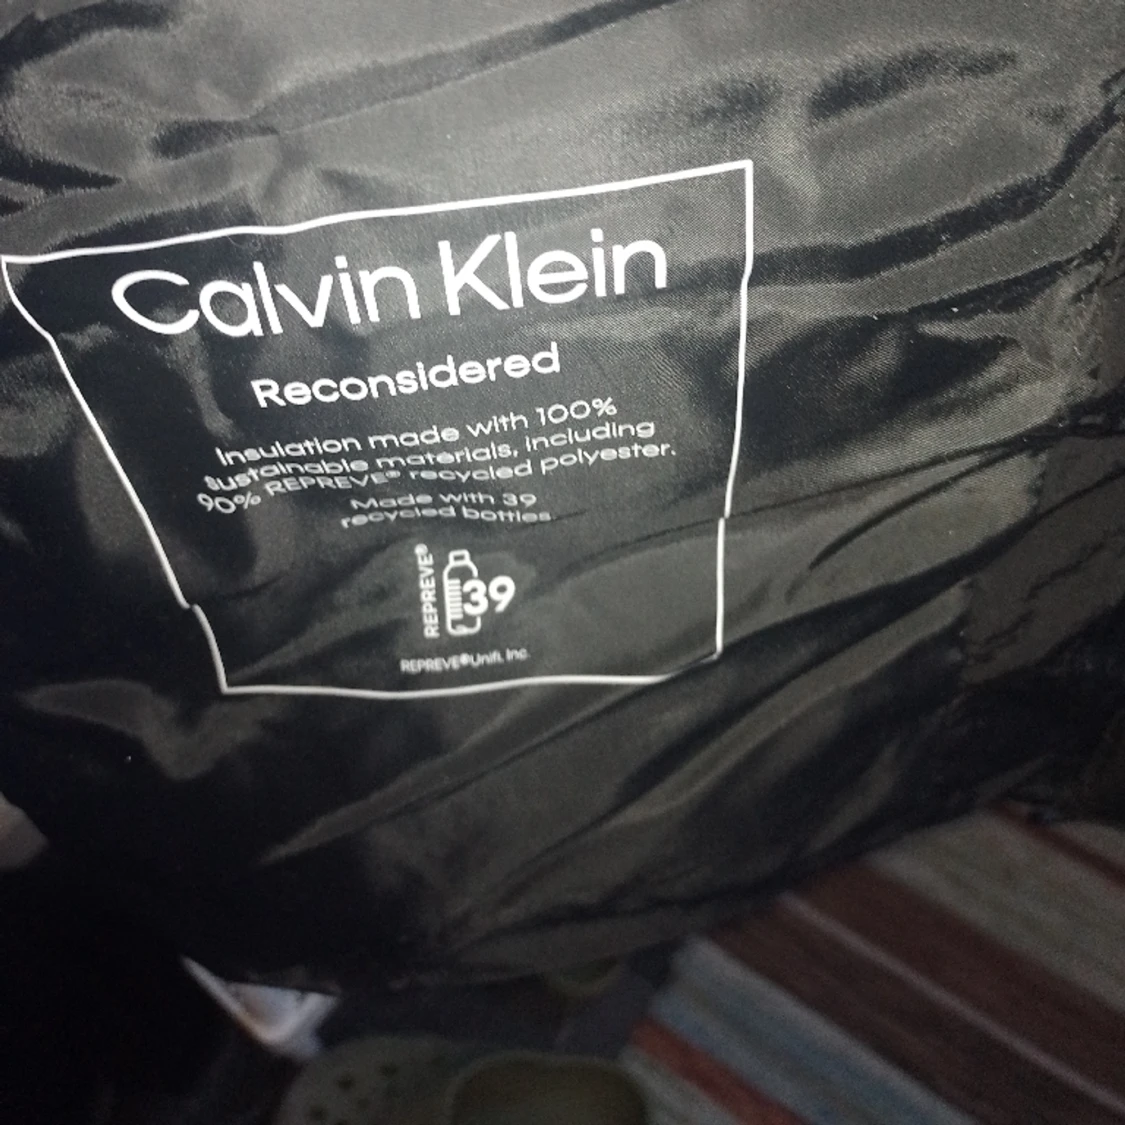 Calvin Klein
Reconsidered
Insulation made with 100%
sustainable materials, including
90% REPREVE® recycled polyester.
Made with 39
recycled bottles
REPREVE®
39
REPREVE® Unifi, Inc.